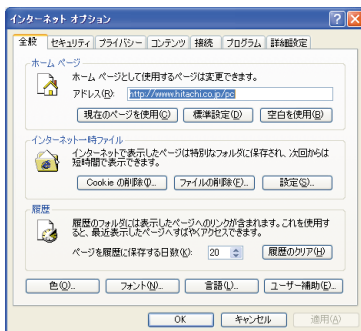 インターネット オプション
全般 セキュリティ プライバシー コンテンツ 接続 プログラム 詳細設定
ホーム ページ
ホーム ページとして使用するページは変更できます。
アドレス(R): http://www.hitachi.co.jp/pc
現在のページを使用(C) 標準設定(D) 空白を使用(B)
インターネット一時ファイル
インターネットで表示したページは特別なフォルダに保存され、次回からは
短時間で表示できます。
Cookie の削除(I)... ファイルの削除(F)... 設定(S)...
履歴
履歴のフォルダには表示したページへのリンクが含まれます。これを使用す
ると、最近表示したページへすばやくアクセスできます。
ページを履歴に保存する日数(K): 20 履歴のクリア(H)
色(O)... フォント(N)... 言語(L)... ユーザー補助(E)...
OK キャンセル 適用(A)